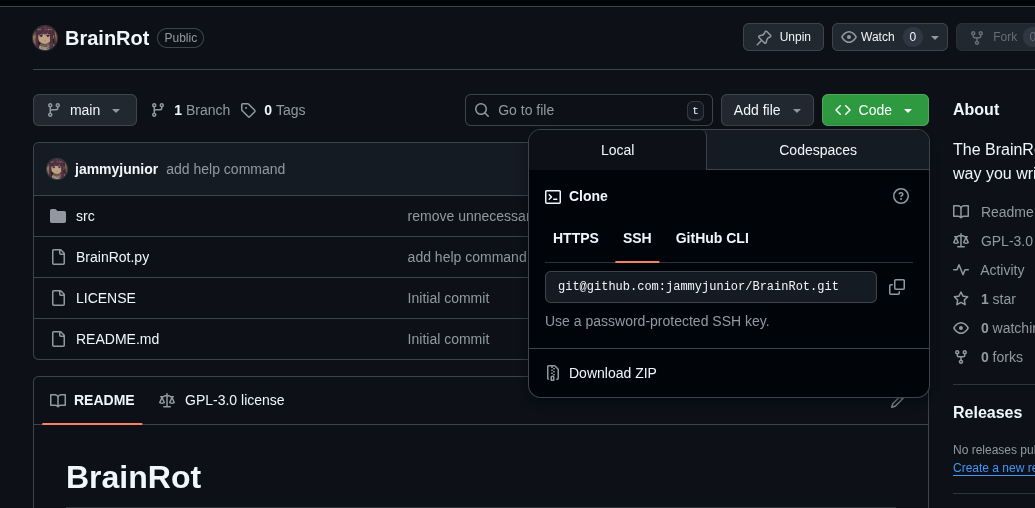 BrainRot Public
Unpin
Watch 0
Fork 0
main
1 Branch
0 Tags
Go to file t
Add file
Code
About
Local
Codespaces
The BrainR
way you wri
jammyjunior add help command
Clone
src remove unnecessar
Readme
HTTPS SSH GitHub CLI
GPL-3.0
BrainRot.py add help command
Activity
git@github.com:jammyjunior/BrainRot.git
LICENSE Initial commit
1 star
Use a password-protected SSH key.
0 watchin
README.md Initial commit
0 forks
Download ZIP
README GPL-3.0 license
Releases
No releases pu
Create a new re
BrainRot